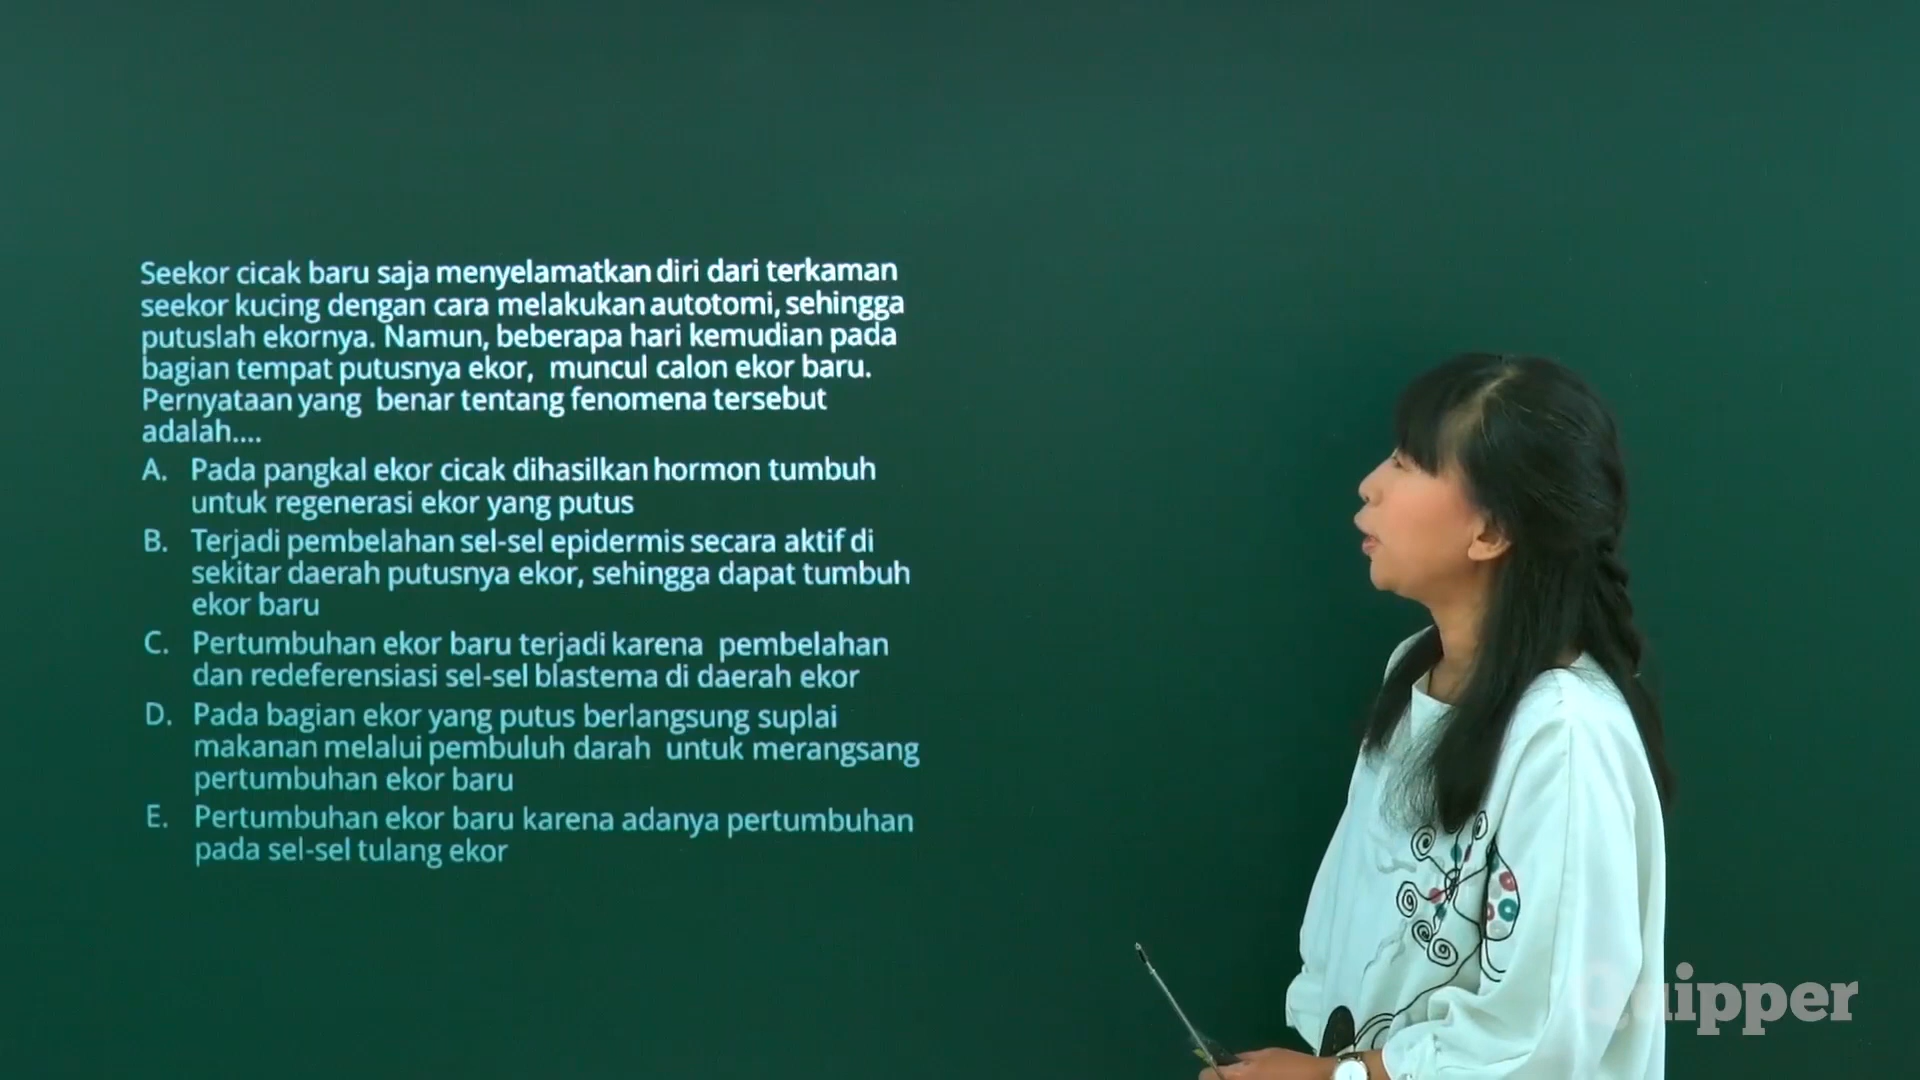 Seekor cicak baru saja menyelamatkan diri dari terkaman
seekor kucing dengan cara melakukan autotomi, sehingga
putuslah ekornya. Namun, beberapa hari kemudian pada
bagian tempat putusnya ekor, muncul calon ekor baru.
Pernyataan yang benar tentang fenomena tersebut
adalah....
A. Pada pangkal ekor cicak dihasilkan hormon tumbuh
untuk regenerasi ekor yang putus
B. Terjadi pembelahan sel-sel epidermis secara aktif di
sekitar daerah putusnya ekor, sehingga dapat tumbuh
ekor baru
C. Pertumbuhan ekor baru terjadi karena pembelahan
dan redeferensiasi sel-sel blastema di daerah ekor
D. Pada bagian ekor yang putus berlangsung suplai
makanan melalui pembuluh darah untuk merangsang
pertumbuhan ekor baru
E. Pertumbuhan ekor baru karena adanya pertumbuhan
pada sel-sel tulang ekor
Quipper